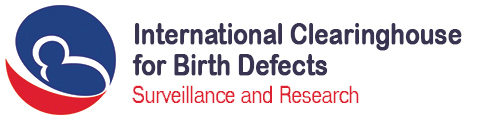 International Clearinghouse
for Birth Defects
Surveillance and Research